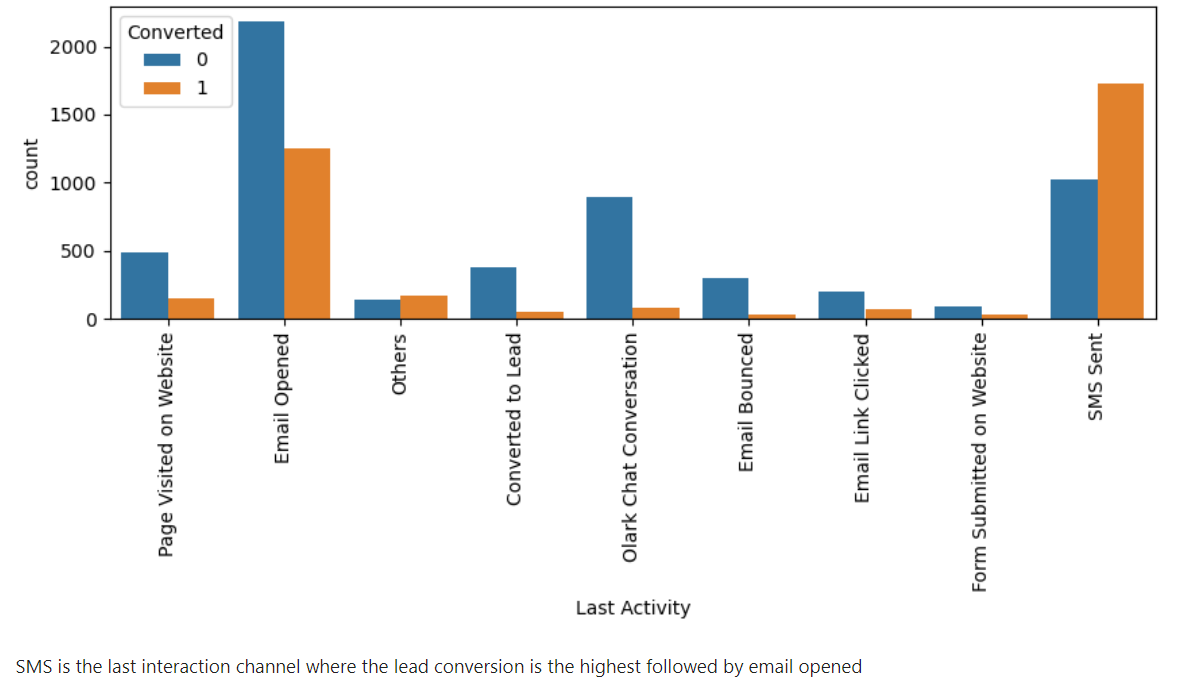 Converted
0
1
2000
1500
1000
500
0
count
Page Visited on Website
Email Opened
Others
Converted to Lead
Olark Chat Conversation
Email Bounced
Email Link Clicked
Form Submitted on Website
SMS Sent
Last Activity
SMS is the last interaction channel where the lead conversion is the highest followed by email opened